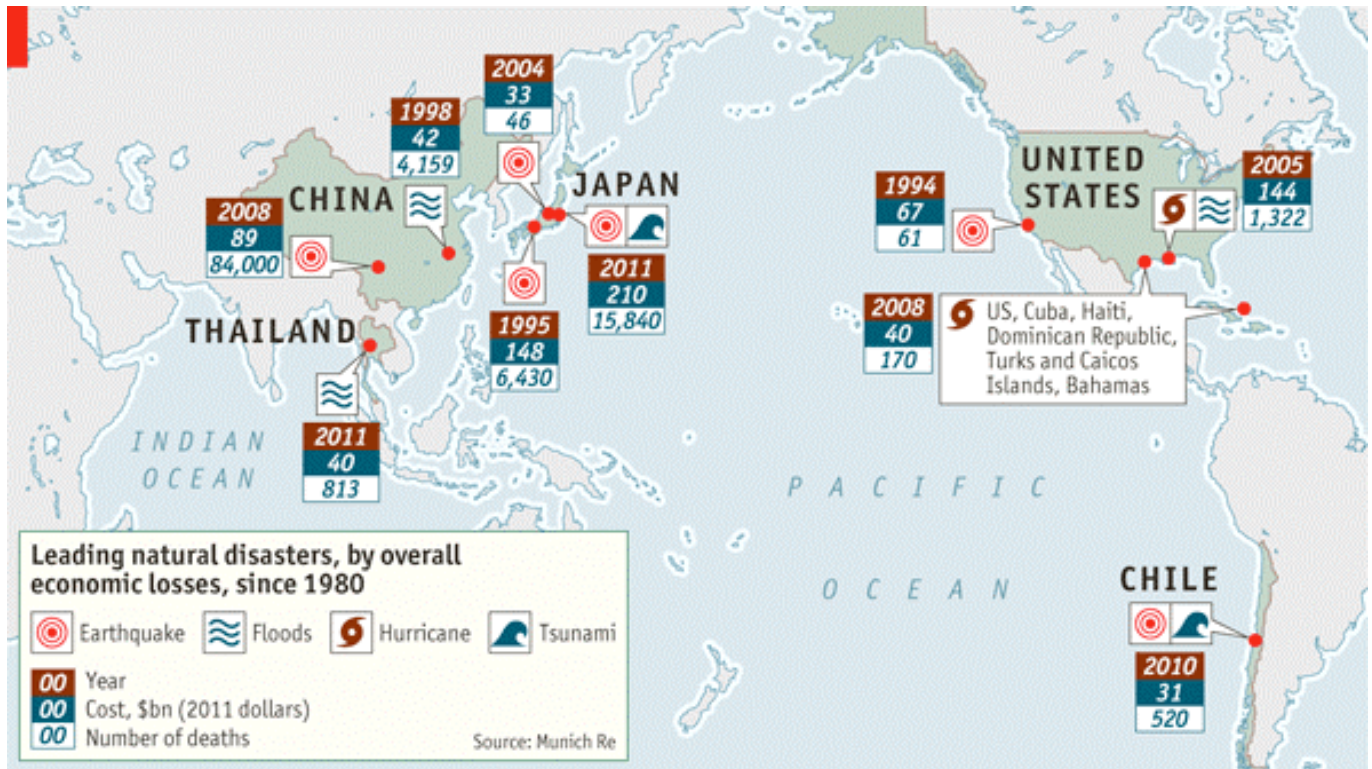 2004
33
46
1998
42
4,159
CHINA
JAPAN
2008
89
84,000
2011
210
15,840
1995
148
6,430
THAILAND
2011
40
813
UNITED
STATES
2005
144
1,322
1994
67
61
2008
40
170
US, Cuba, Haiti,
Dominican Republic,
Turks and Caicos
Islands, Bahamas
INDIAN
OCEAN
PACIFIC
OCEAN
CHILE
2010
31
520
Leading natural disasters, by overall
economic losses, since 1980
Earthquake Floods Hurricane Tsunami
00 Year
00 Cost, $bn (2011 dollars)
00 Number of deaths
Source: Munich Re